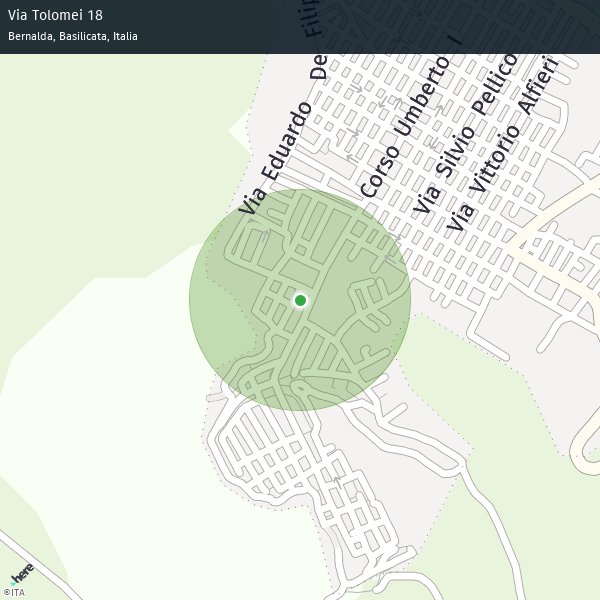 Via Tolomei 18
Bernalda, Basilicata, Italia
Via Eduardo De Filip
Corso Umberto I
Via Silvio Pellico
Via Vittorio Alfieri
here
©ITA